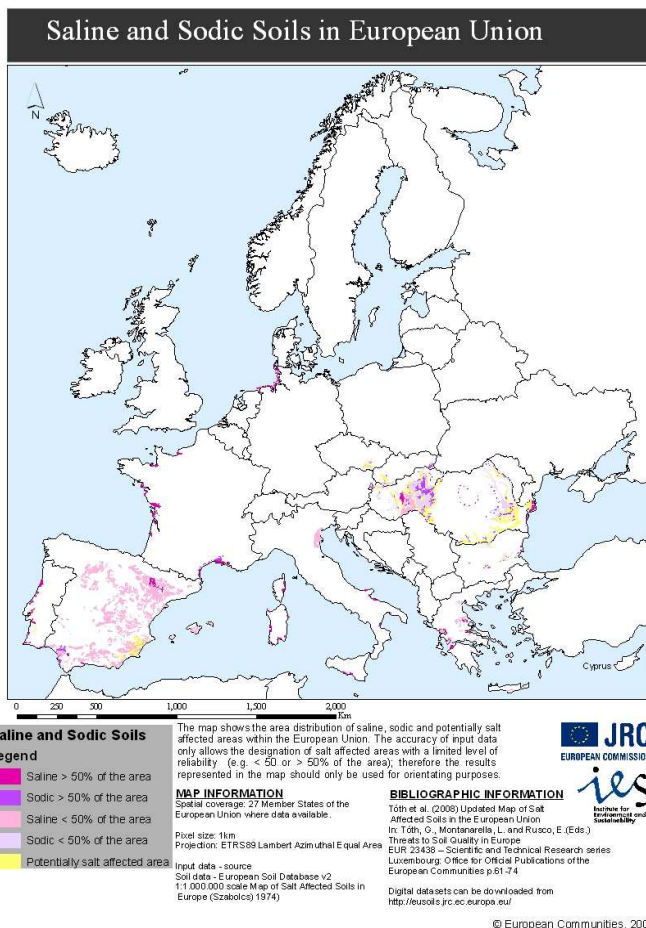 Saline and Sodic Soils in European Union
N
Cyprus
0 250 500 1,000 1,500 2,000
Km
aline and Sodic Soils
egend
Saline > 50% of the area
Sodic > 50% of the area
Saline < 50% of the area
Sodic < 50% of the area
Potentially salt affected area
The map shows the area distribution of saline, sodic and potentially salt
affected areas within the European Union. The accuracy of input data
only allows the designation of salt affected areas with a limited level of
reliability (e.g. < 50 or > 50% of the area); therefore the results
represented in the map should only be used for orientating purposes.
MAP INFORMATION
Spatial coverage: 27 Member States of the
European Union where data available.
Pixel size: 1km
Projection: ETRS89 Lambert Azimuthal Equal Area
Input data - source
Soil data - European Soil Database v2
1:1.000.000 scale Map of Salt Affected Soils in
Europe (Szabolcs) 1974)
BIBLIOGRAPHIC INFORMATION
Tóth et al. (2008) Updated Map of Salt
Affected Soils in the European Union
In: Tóth, G., Montanarella, L. and Rusco, E.(Eds.)
Threats to Soil Quality in Europe
EUR 23438 – Scientific and Technical Research series
Luxembourg: Office for Official Publications of the
European Communities p.61-74
Digital datasets can be downloaded from
http://eusoils.jrc.ec.europa.eu/
JRC
EUROPEAN COMMISSIO
ies
Institute for
Environment and
Sustainability
© European Communities, 200